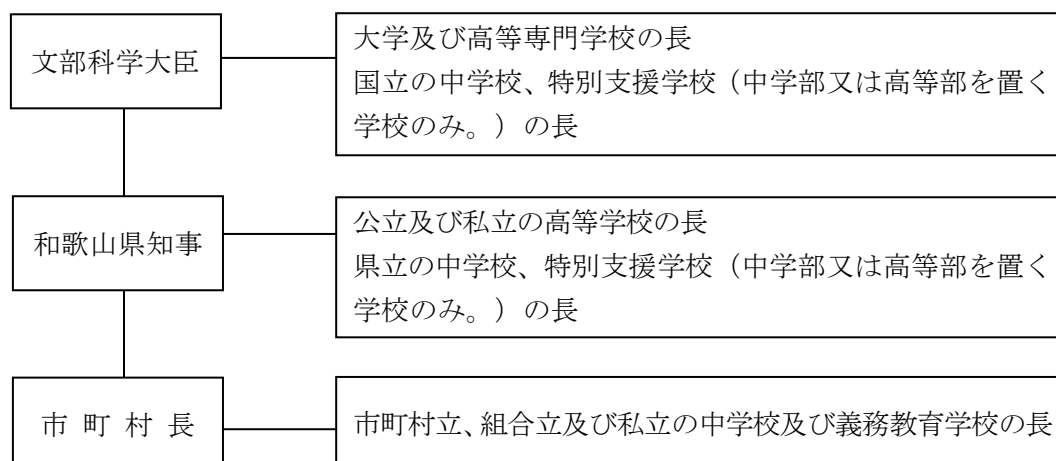 文部科学大臣
大学及び高等専門学校の長
国立の中学校、特別支援学校（中学部又は高等部を置く
学校のみ。）の長
和歌山県知事
公立及び私立の高等学校の長
県立の中学校、特別支援学校（中学部又は高等部を置く
学校のみ。）の長
市 町 村 長
市町村立、組合立及び私立の中学校及び義務教育学校の長